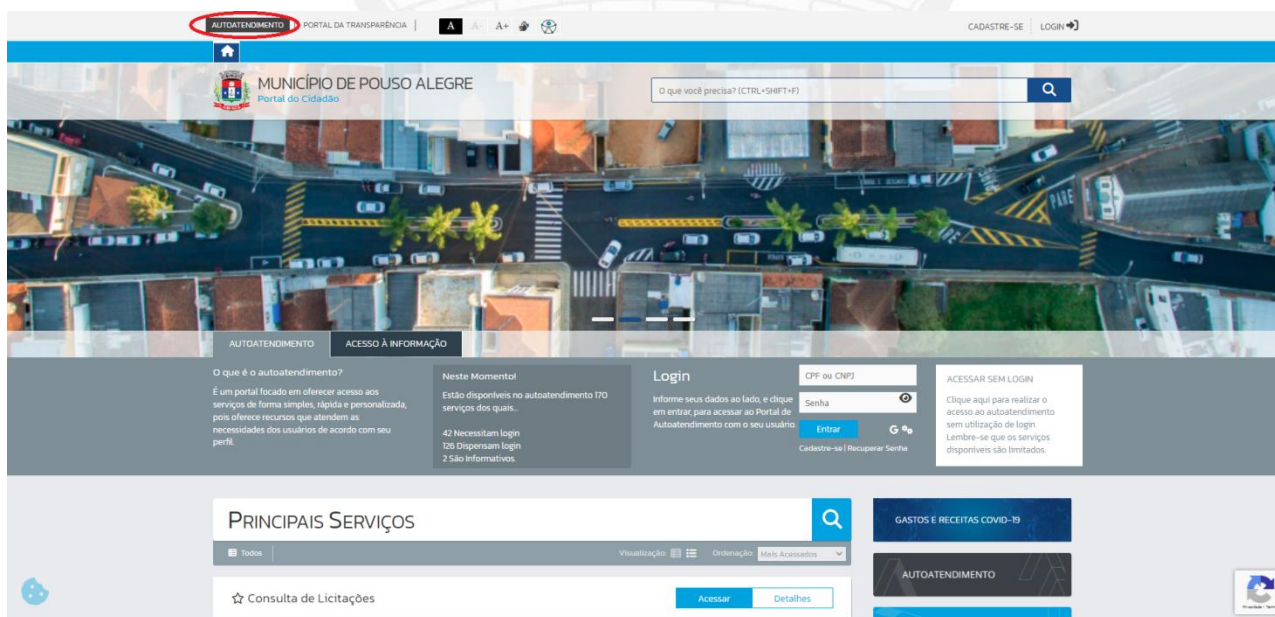 AUTOATENDIMENTO
PORTAL DA TRANSPARÊNCIA
A A- A+
CADASTRE-SE
LOGIN
MUNICÍPIO DE POUSO ALEGRE
Portal do Cidadão
O que você precisa? (CTRL+SHIFT+F)
PARE
AUTOATENDIMENTO
ACESSO À INFORMAÇÃO
O que é o autoatendimento?
É um portal focado em oferecer acesso aos
serviços de forma simples, rápida e personalizada,
pois oferece recursos que atendem as
necessidades dos usuários de acordo com seu
perfil.
Neste Momento!
Estão disponíveis no autoatendimento 170
serviços dos quais...
42 Necessitam login
126 Dispensam login
2 São Informativos.
Login
Informe seus dados ao lado, e clique
em entrar, para acessar ao Portal de
Autoatendimento com o seu usuário.
CPF ou CNPJ
Senha
Entrar
G
Cadastre-se | Recuperar Senha
ACESSAR SEM LOGIN
Clique aqui para realizar o
acesso ao autoatendimento
sem utilização de login.
Lembre-se que os serviços
disponíveis são limitados.
PRINCIPAIS SERVIÇOS
Todos
Visualização:
Ordenação:
Mais Acessados
Consulta de Licitações
Acessar
Detalhes
GASTOS E RECEITAS COVID-19
AUTOATENDIMENTO